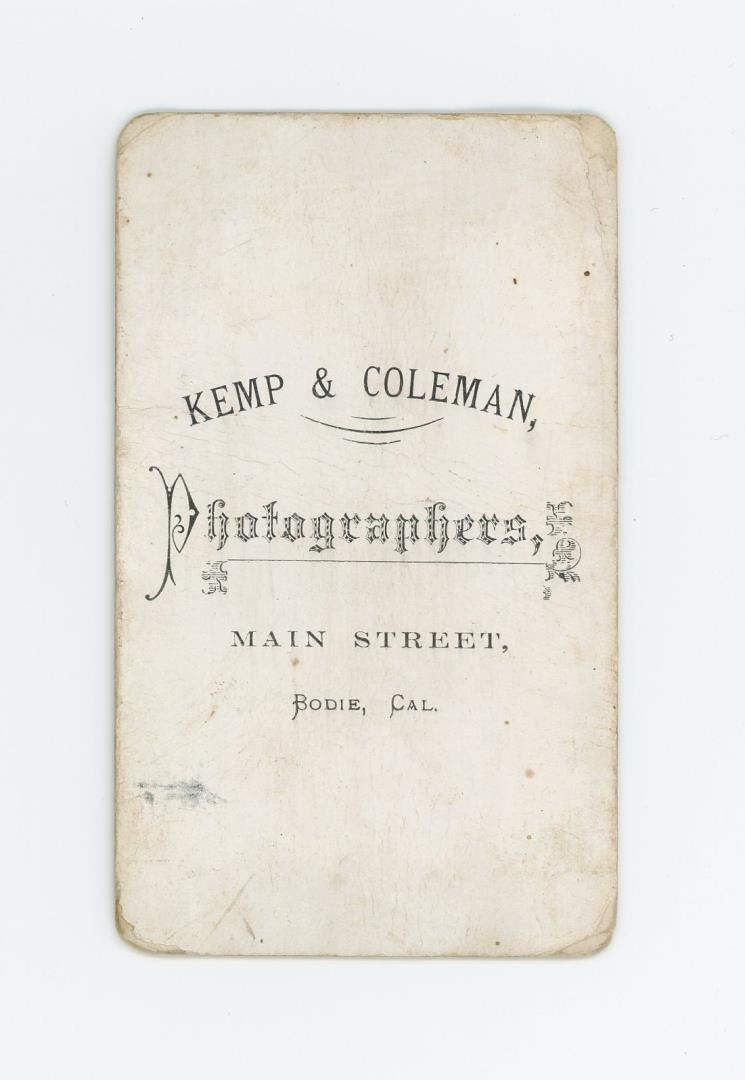 KEMP & COLEMAN,
Photographers,
MAIN STREET,
BODIE, CAL.